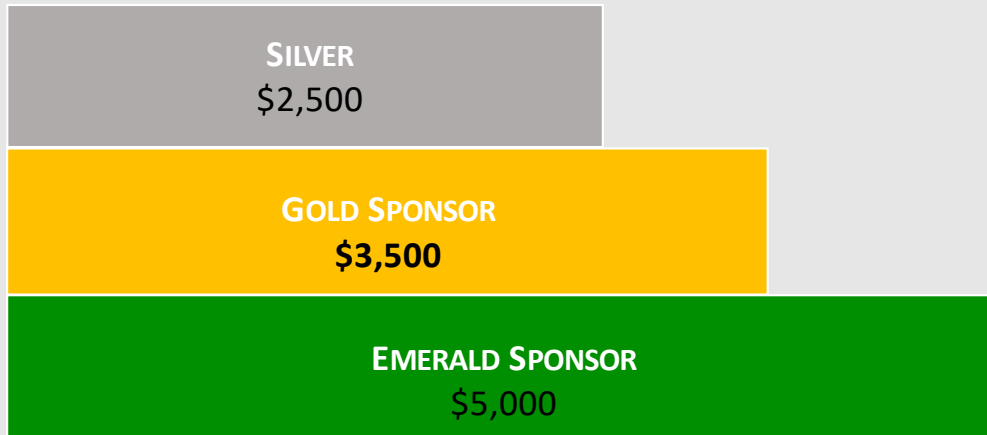 SILVER
$2,500
GOLD SPONSOR
$3,500
EMERALD SPONSOR
$5,000